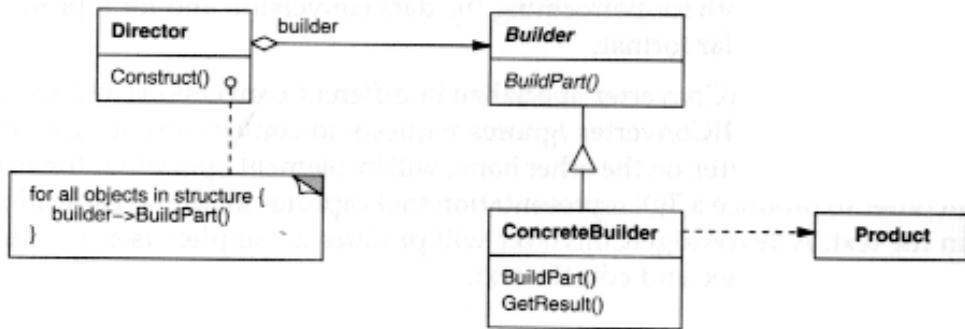 Director
builder
Builder
Construct()
BuildPart()
for all objects in structure {
builder->BuildPart()
}
ConcreteBuilder
Product
BuildPart()
GetResult()